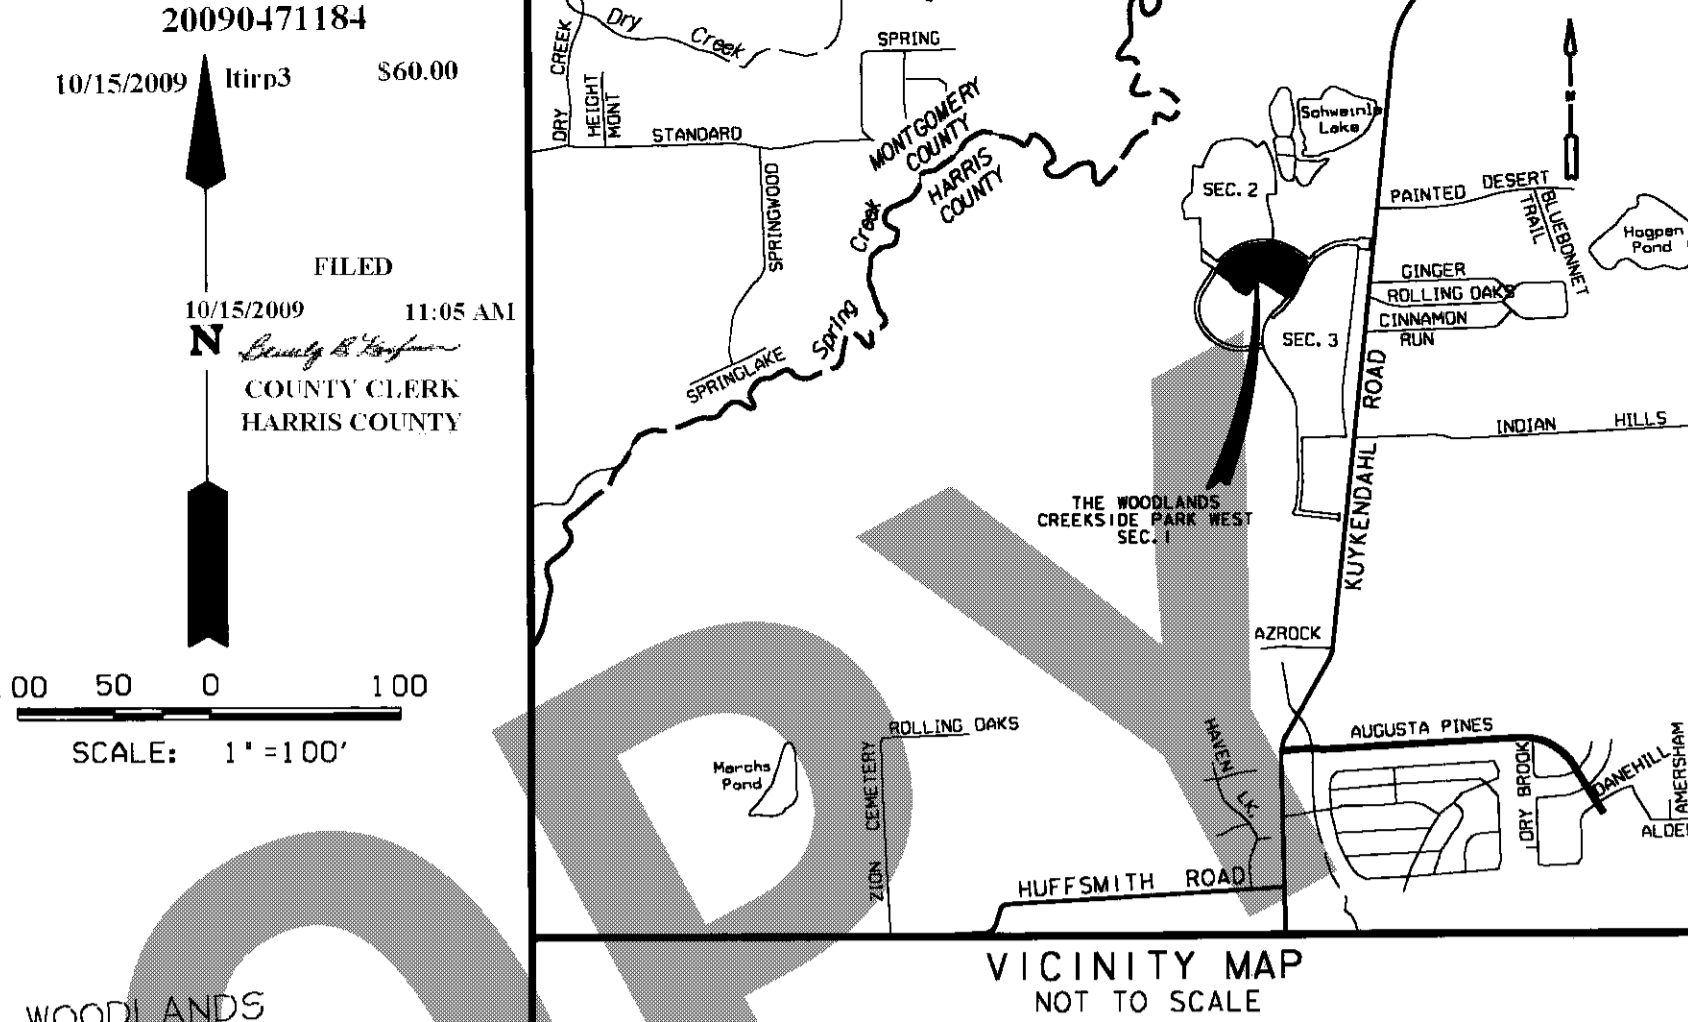 20090471184
10/15/2009 ltirp3 $60.00
FILED
10/15/2009 11:05 AM
N
COUNTY CLERK
HARRIS COUNTY
00 50 0 100
SCALE: 1"=100'
WOODLANDS
Dry Creek
DRY CREEK
HEIGHT
MONT
STANDARD
SPRING
SPRINGWOOD
MONTGOMERY
COUNTY
HARRIS
COUNTY
Spring Creek
SPRINGLAKE
Lake
SEC. 2
SEC. 3
PAINTED DESERT
BLUEBONNET
TRAIL
Hogpen
Pond
GINGER
ROLLING OAKS
CINNAMON
RUN
INDIAN HILLS
KUYKENDAHL ROAD
THE WOODLANDS
CREEKSIDE PARK WEST
SEC. 1
AZROCK
AUGUSTA PINES
HAVEN LK.
DRY BROOK
DANEHILL
AMERSHAM
ALDE
ROLLING OAKS
ZION CEMETERY
Marchs
Pond
HUFFSMITH ROAD
VICINITY MAP
NOT TO SCALE
OPY